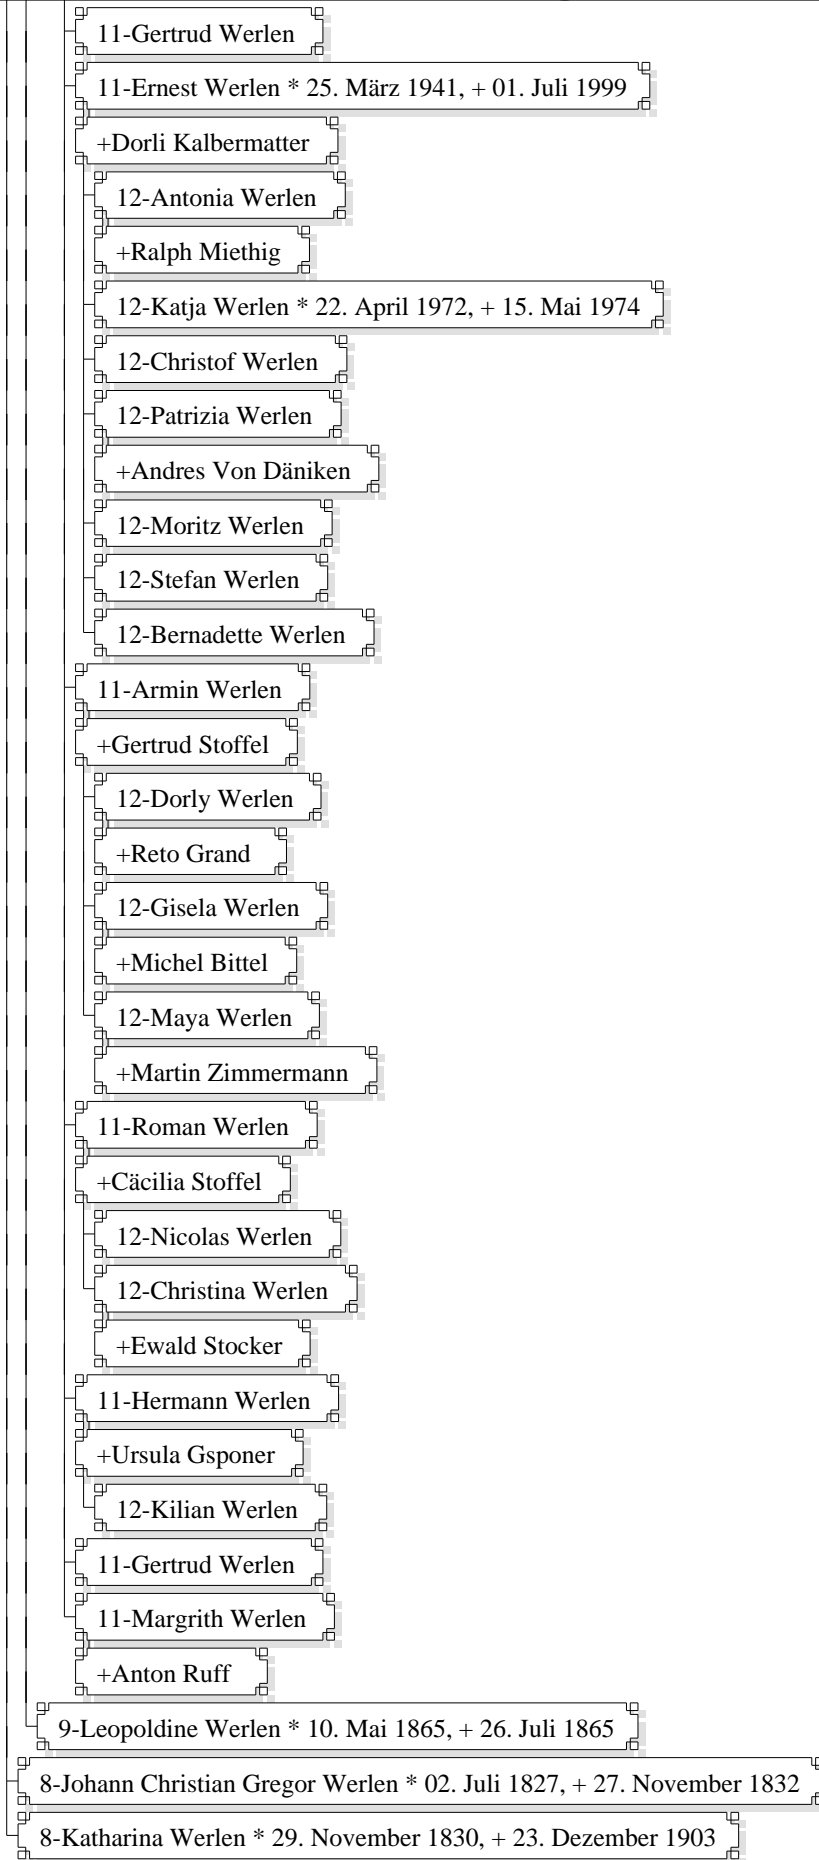 11-Gertrud Werlen
11-Ernest Werlen * 25. März 1941, + 01. Juli 1999
+Dorli Kalbermatter
12-Antonia Werlen
+Ralph Miethig
12-Katja Werlen * 22. April 1972, + 15. Mai 1974
12-Christof Werlen
12-Patrizia Werlen
+Andres Von Däniken
12-Moritz Werlen
12-Stefan Werlen
12-Bernadette Werlen
11-Armin Werlen
+Gertrud Stoffel
12-Dorly Werlen
+Reto Grand
12-Gisela Werlen
+Michel Bittel
12-Maya Werlen
+Martin Zimmermann
11-Roman Werlen
+Cäcilia Stoffel
12-Nicolas Werlen
12-Christina Werlen
+Ewald Stocker
11-Hermann Werlen
+Ursula Gsponer
12-Kilian Werlen
11-Gertrud Werlen
11-Margrith Werlen
+Anton Ruff
9-Leopoldine Werlen * 10. Mai 1865, + 26. Juli 1865
8-Johann Christian Gregor Werlen * 02. Juli 1827, + 27. November 1832
8-Katharina Werlen * 29. November 1830, + 23. Dezember 1903